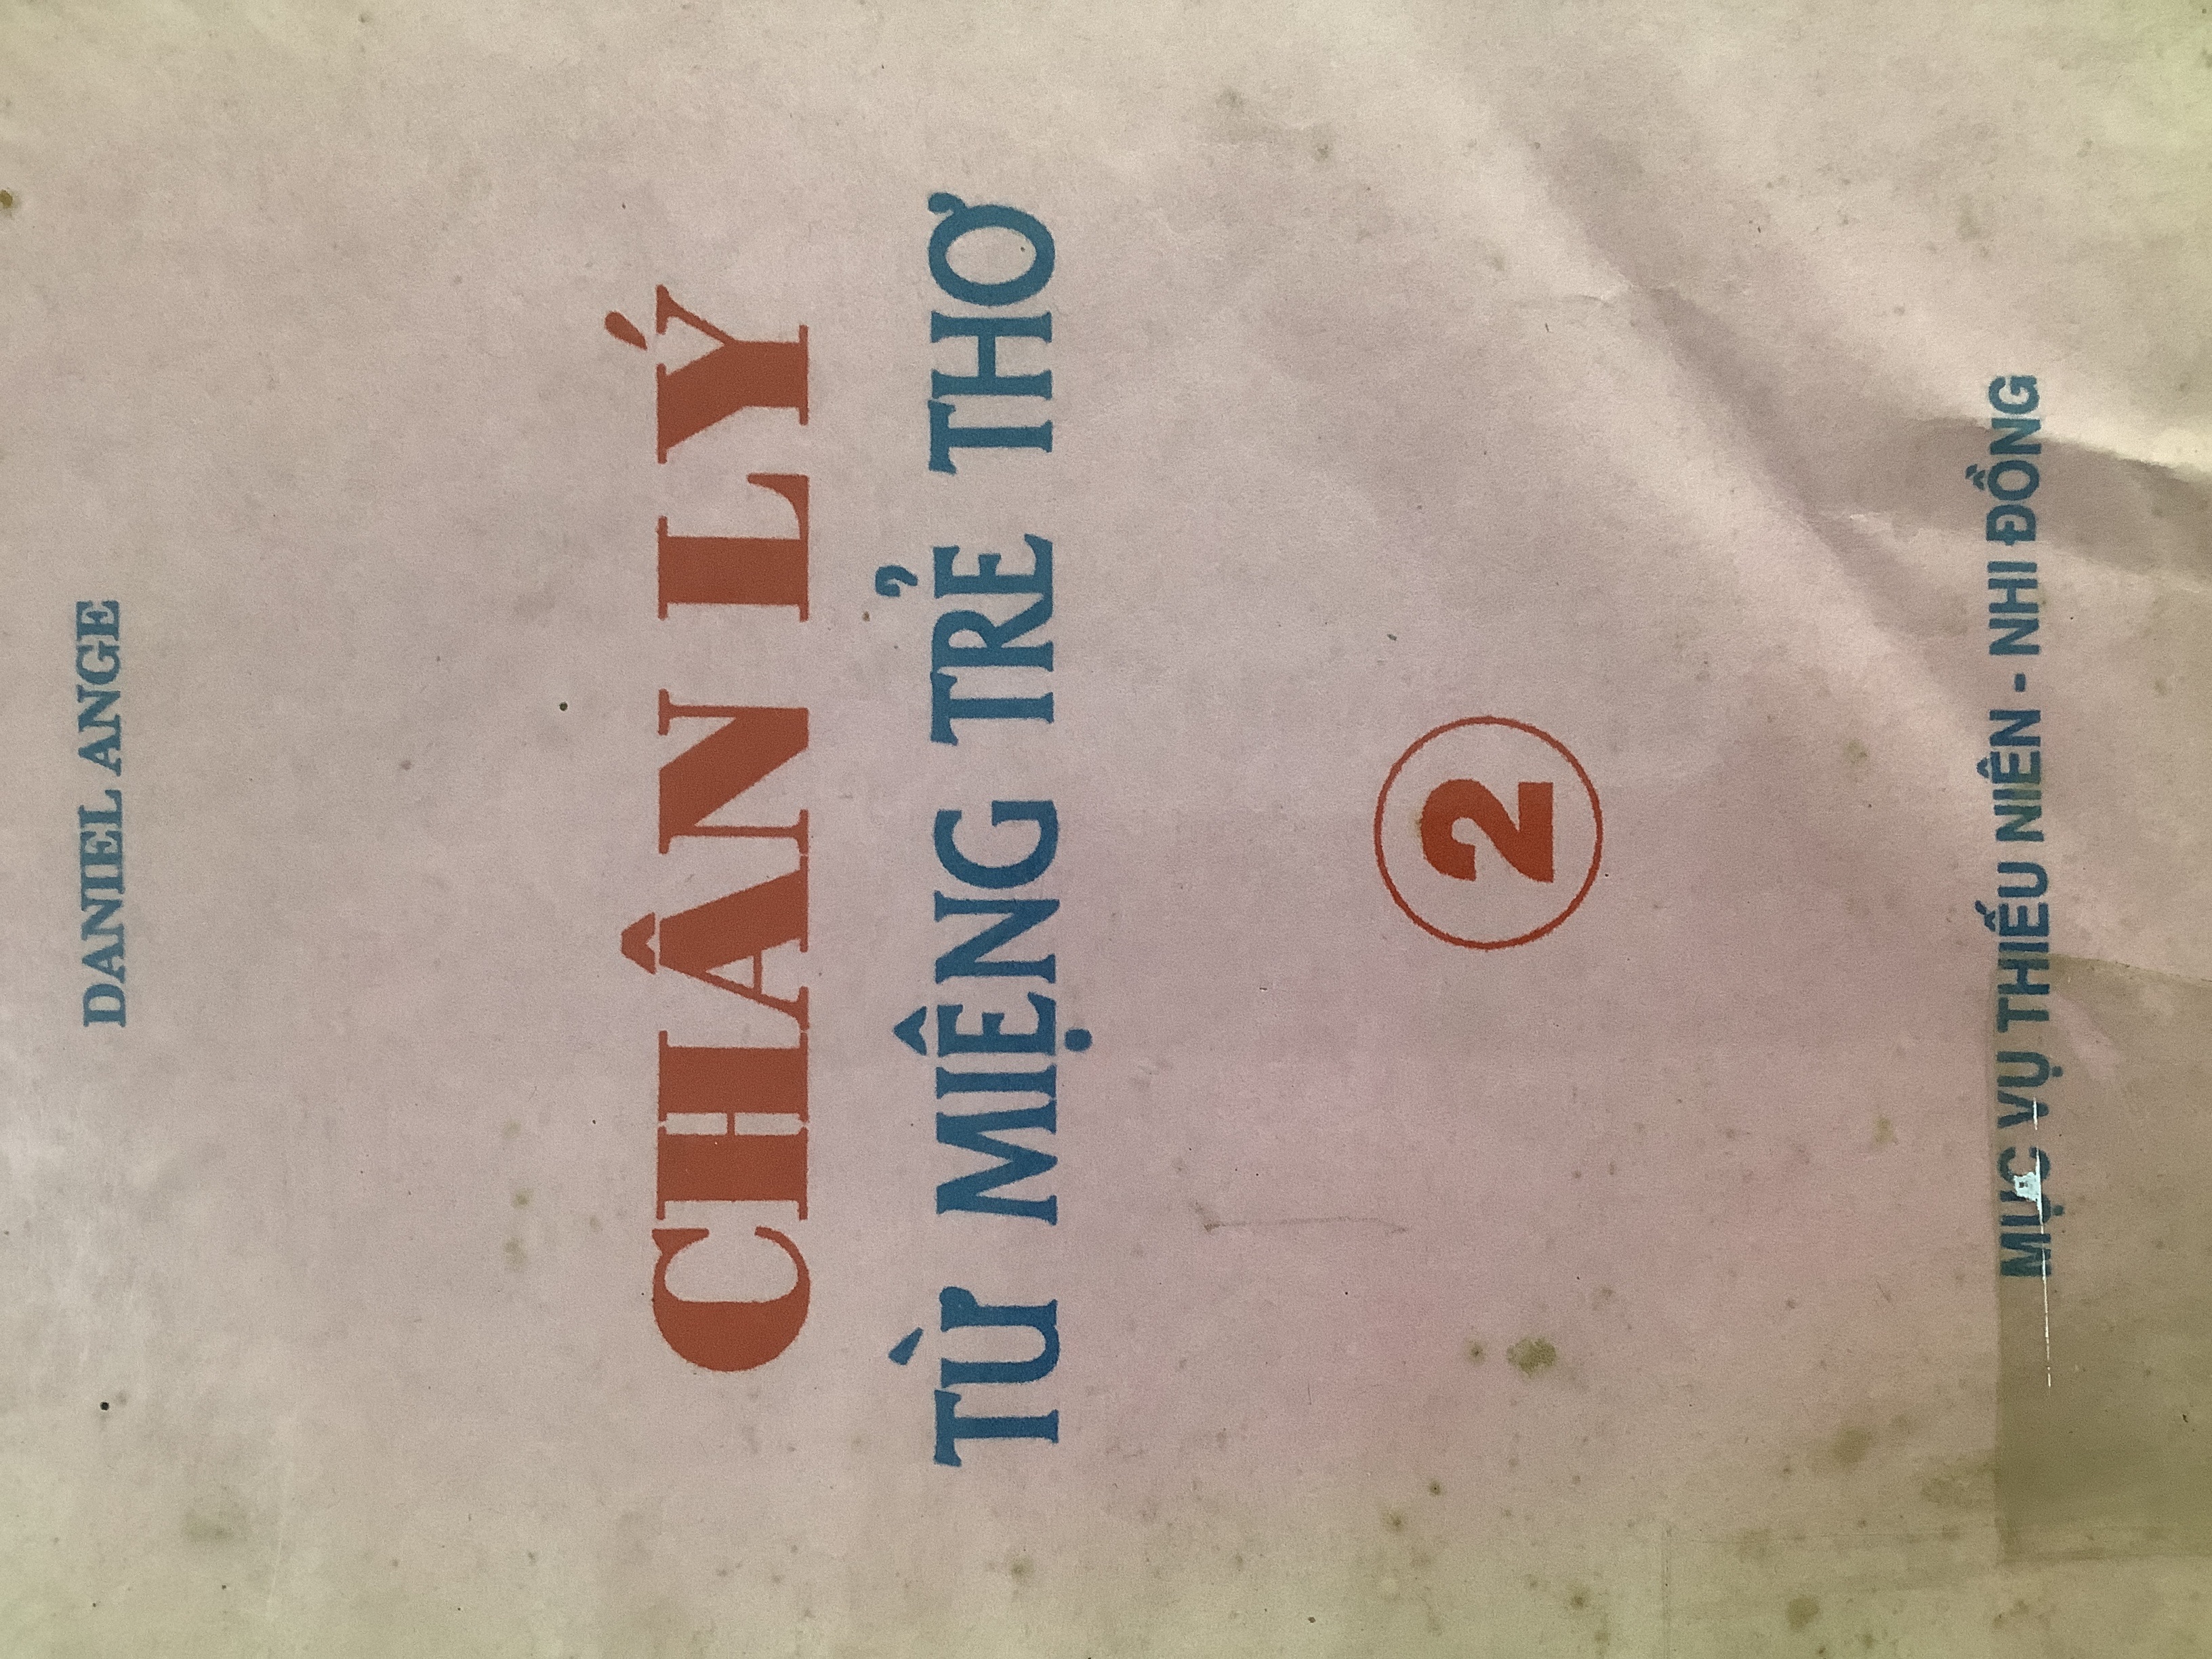 DANIEL ANGE
CHÂN LÝ
TỪ MIỆNG TRẺ THƠ
2
MỤC VỤ THIẾU NIÊN - NHI ĐỒNG